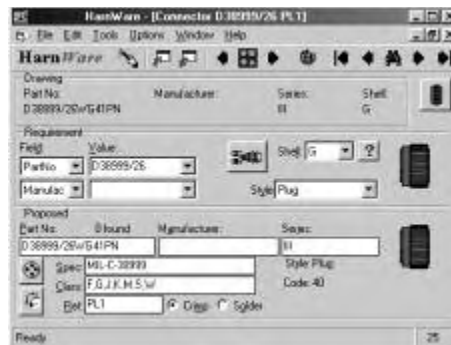 HarnWare - [Connector D38999/26 PL1]
File Edit Tools Options Window Help
HarnWare
Drawing
Part No: Manufacturer: Series: Shell:
D38999/26WG41PN III G
Requirement
Field Value
PartNo D38999/26 Shell G ?
Manufac Style Plug
Proposed
Part No: 0 found Manufacturer: Series:
D38999/26WG41PN III
Spec: MIL-C-38999 Style: Plug
Class: F,G,J,K,M,S,W Code: 40
Ref: PL1 Crimp Solder
Ready 25